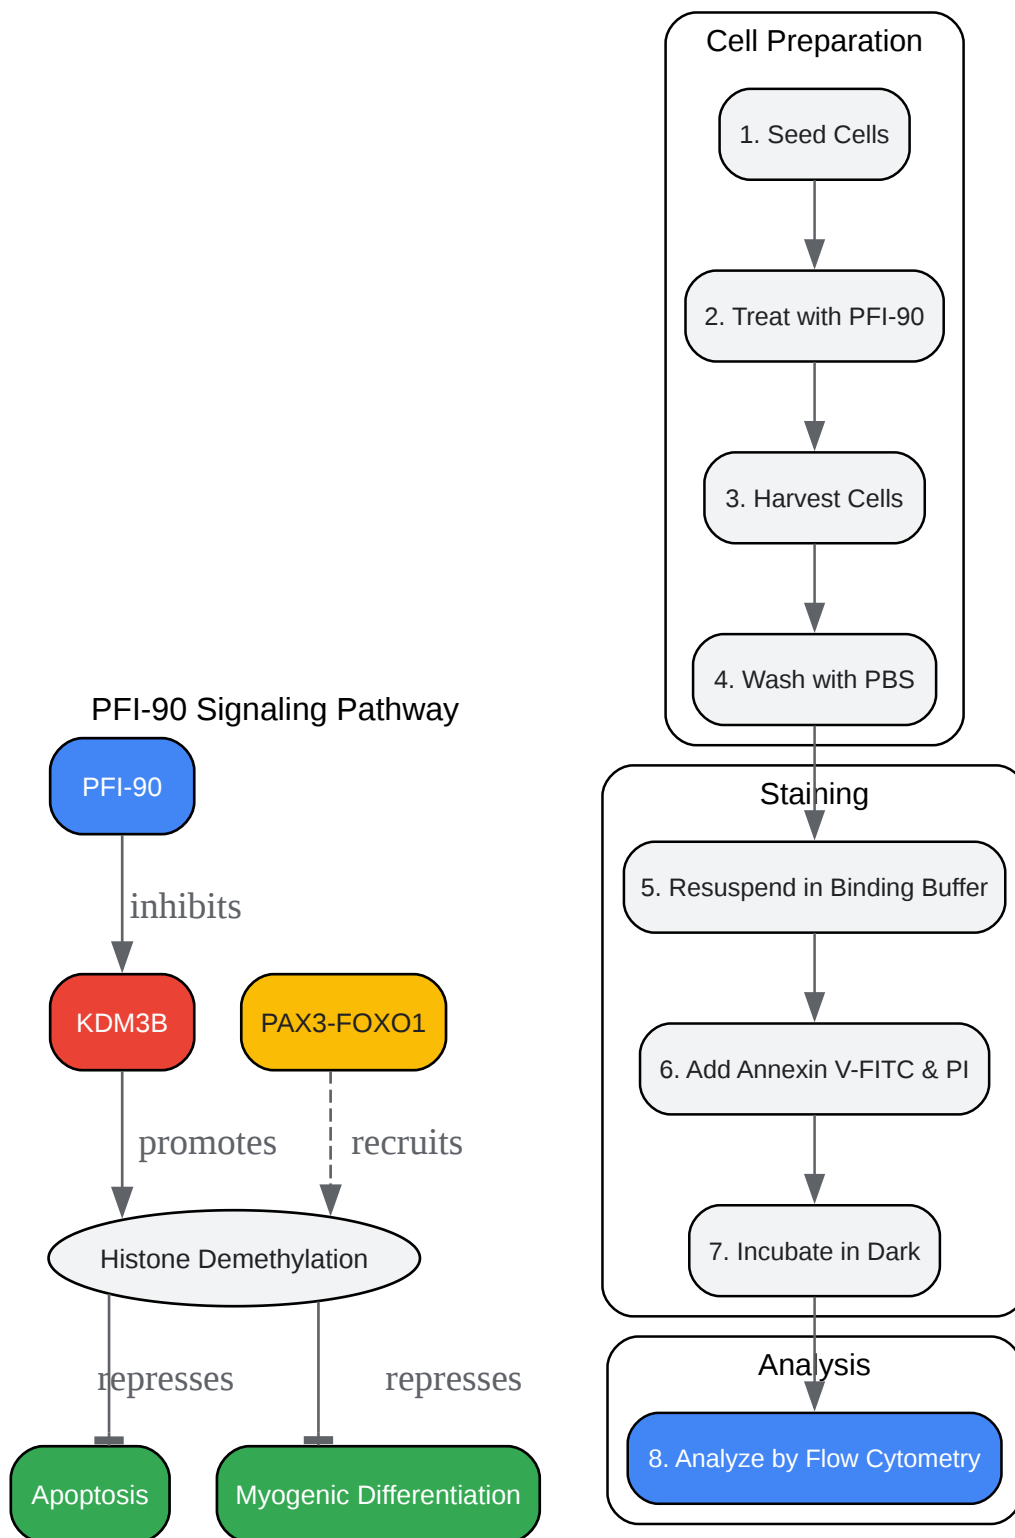 Cell Preparation
1. Seed Cells
2. Treat with PFI-90
3. Harvest Cells
4. Wash with PBS
PFI-90 Signaling Pathway
PFI-90
inhibits
KDM3B
PAX3-FOXO1
promotes
recruits
Histone Demethylation
represses
represses
Apoptosis
Myogenic Differentiation
Staining
5. Resuspend in Binding Buffer
6. Add Annexin V-FITC & PI
7. Incubate in Dark
Analysis
8. Analyze by Flow Cytometry